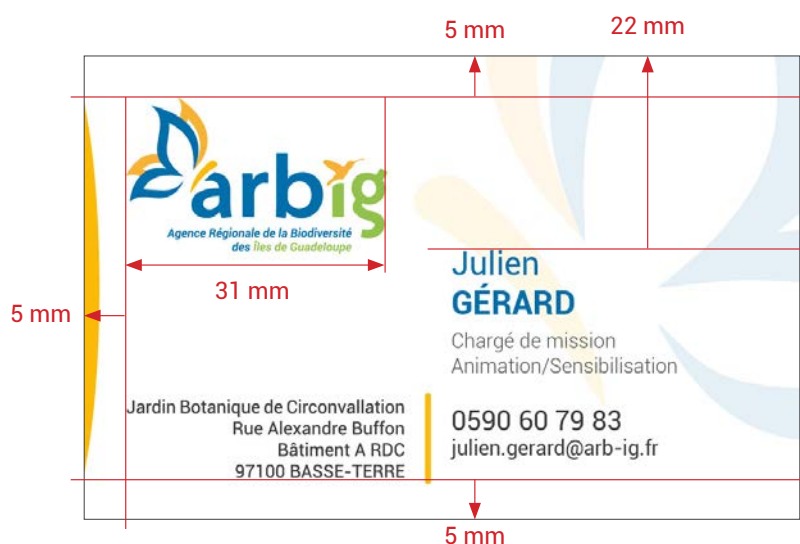 5 mm
22 mm
arbig
Agence Régionale de la Biodiversité
des Îles de Guadeloupe
31 mm
5 mm
Julien
GÉRARD
Chargé de mission
Animation/Sensibilisation
Jardin Botanique de Circonvallation
Rue Alexandre Buffon
Bâtiment A RDC
97100 BASSE-TERRE
0590 60 79 83
julien.gerard@arb-ig.fr
5 mm